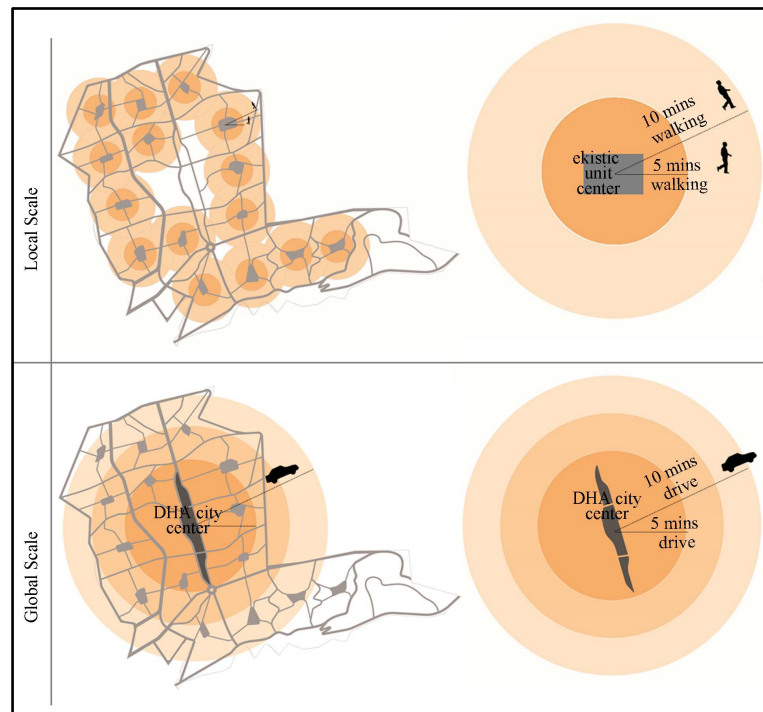 Local Scale
10 mins
walking
ekistic
unit
center
5 mins
walking
Global Scale
DHA city
center
DHA city
center
10 mins
drive
5 mins
drive